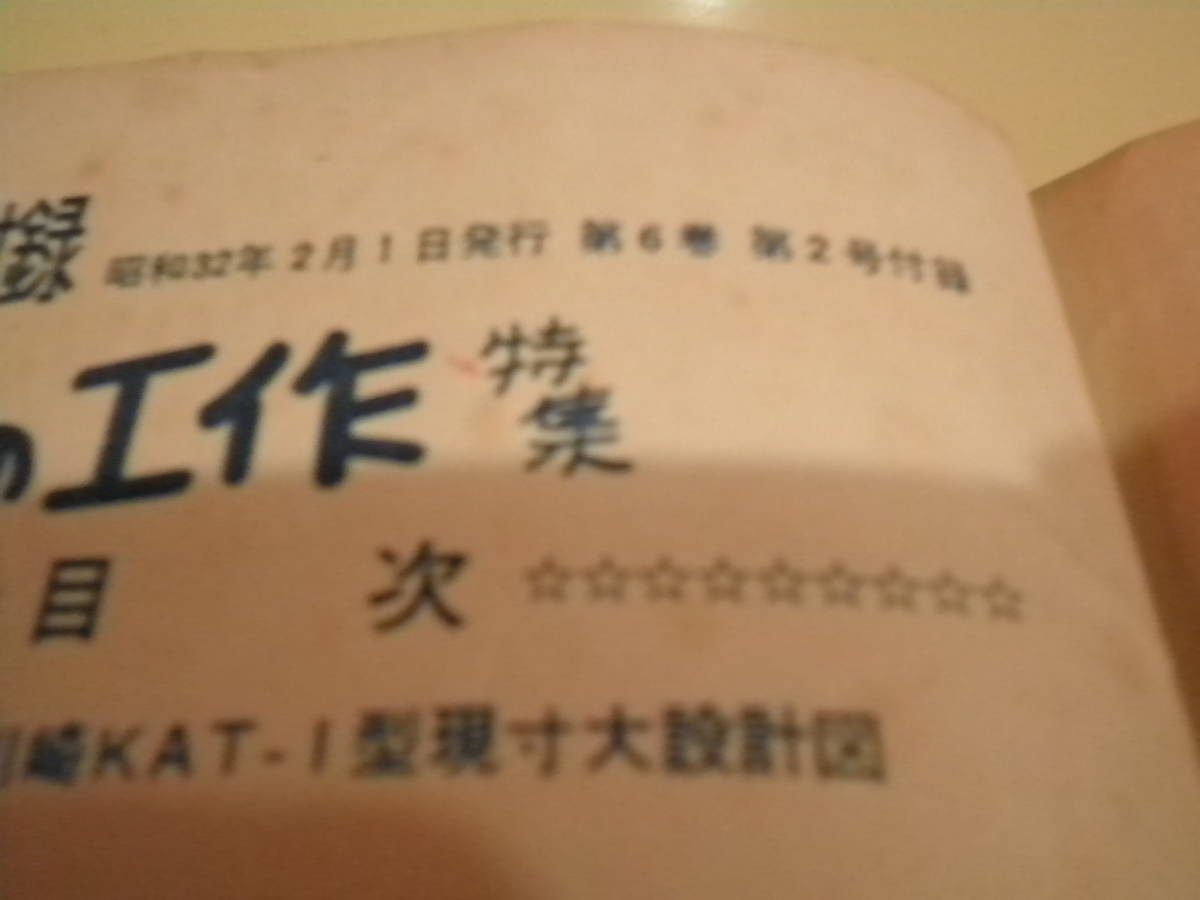 録 昭和32年2月1日発行 第6巻 第2号付録
の工作特集
目次 ☆☆☆☆☆☆☆☆☆
崎KAT-1型現寸大設計図